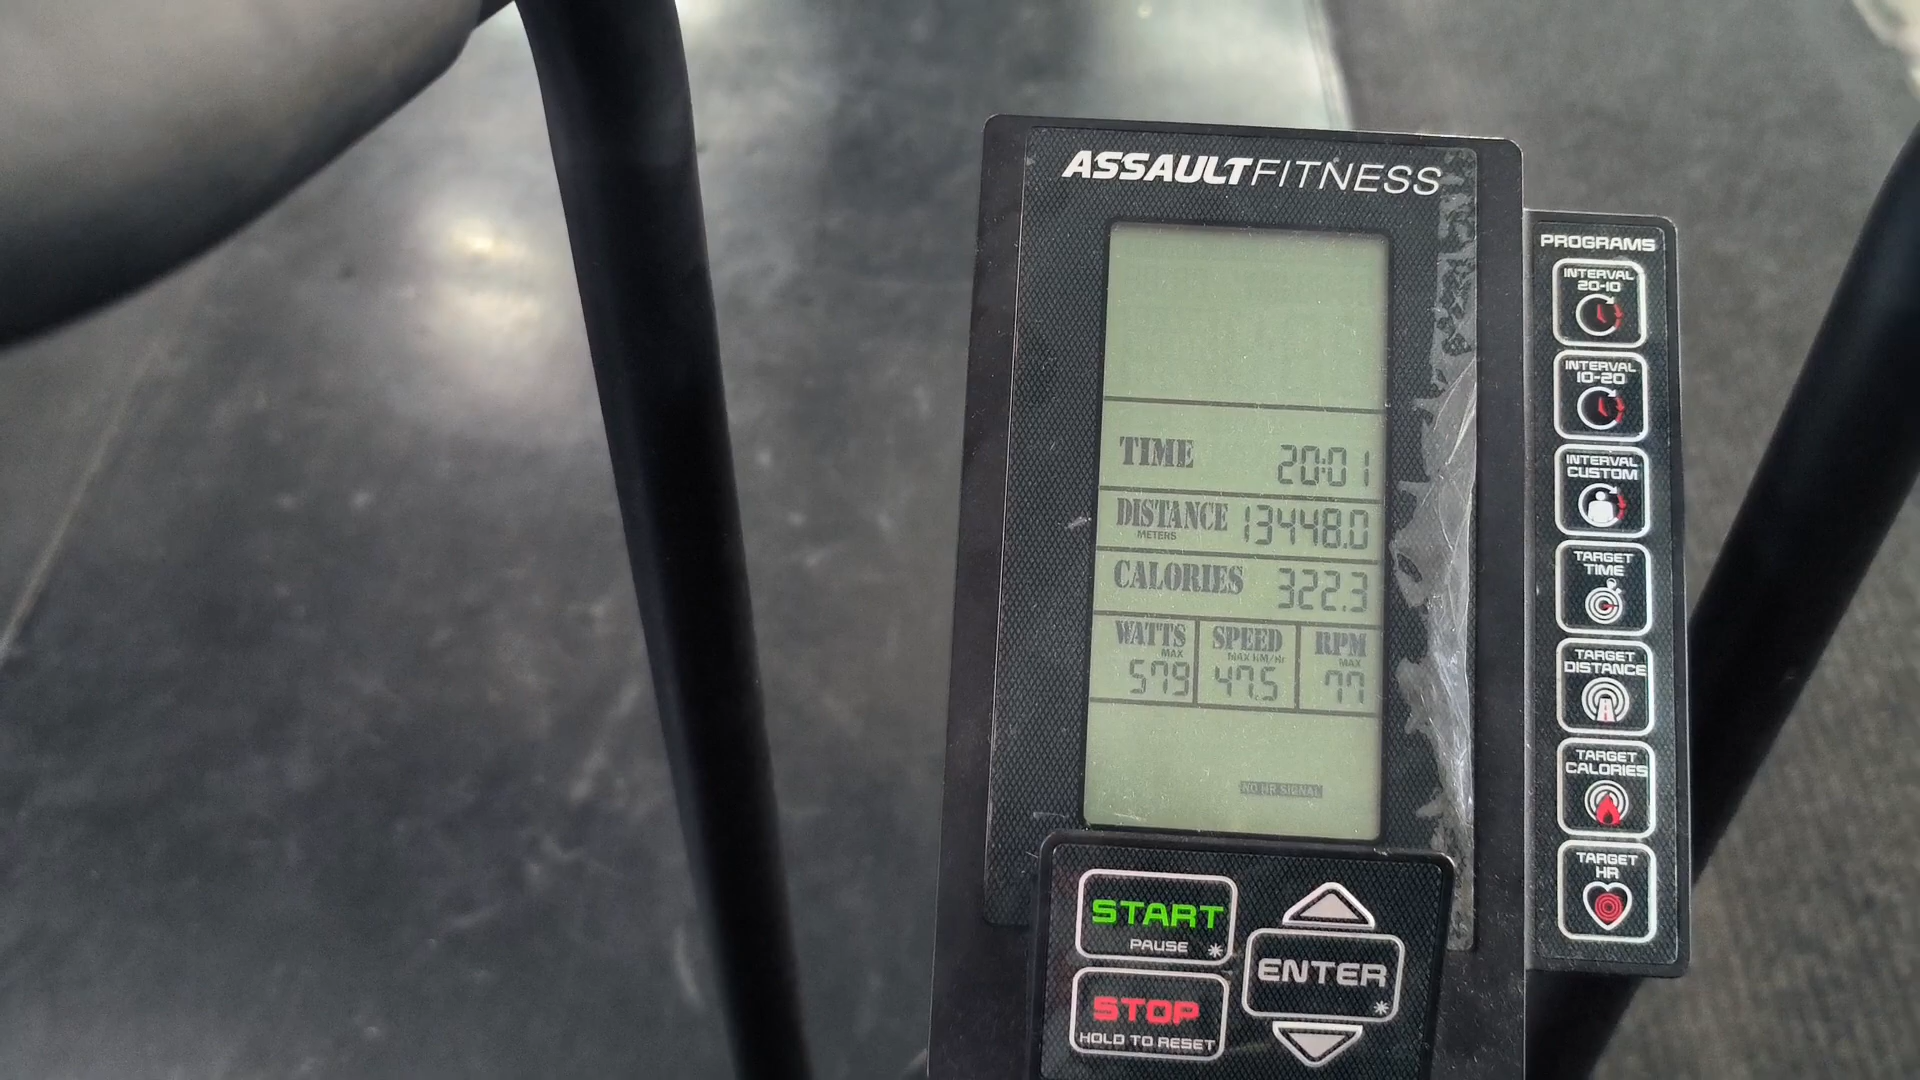 ASSAULTFITNESS
TIME 20:01
DISTANCE 13448.0
METERS
CALORIES 322.3
WATTS SPEED RPM
MAX MAX KM/Hr MAX
579 47.5 77
NO HR SIGNAL
START
PAUSE *
STOP
HOLD TO RESET
ENTER
*
PROGRAMS
INTERVAL
20-10
INTERVAL
10-20
INTERVAL
CUSTOM
TARGET
TIME
TARGET
DISTANCE
TARGET
CALORIES
TARGET
HR